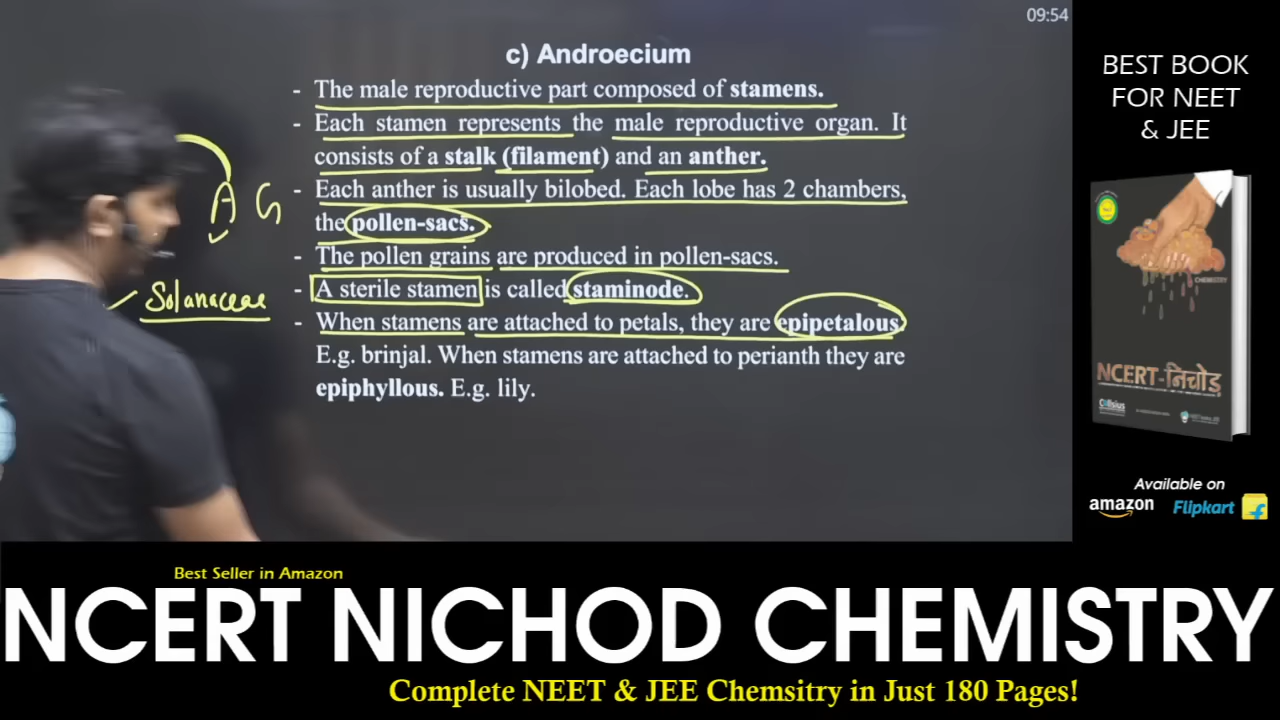 09:54
c) Androecium
- The male reproductive part composed of stamens.
- Each stamen represents the male reproductive organ. It
consists of a stalk (filament) and an anther.
- Each anther is usually bilobed. Each lobe has 2 chambers,
the pollen-sacs.
- The pollen grains are produced in pollen-sacs.
- A sterile stamen is called staminode.
- When stamens are attached to petals, they are epipetalous.
E.g. brinjal. When stamens are attached to perianth they are
epiphyllous. E.g. lily.
A G
Solanaceae
BEST BOOK
FOR NEET
& JEE
CHEMISTRY
NCERT-निचोड़
Available on
amazon
Flipkart
Best Seller in Amazon
NCERT NICHOD CHEMISTRY
Complete NEET & JEE Chemsitry in Just 180 Pages!